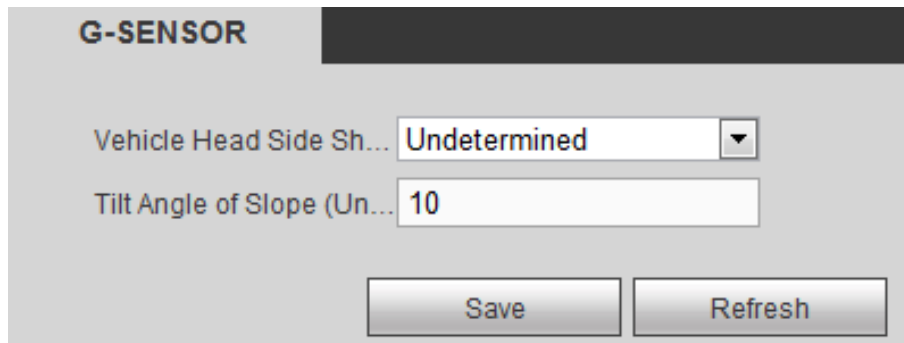 G-SENSOR
Vehicle Head Side Sh... Undetermined
Tilt Angle of Slope (Un... 10
Save Refresh